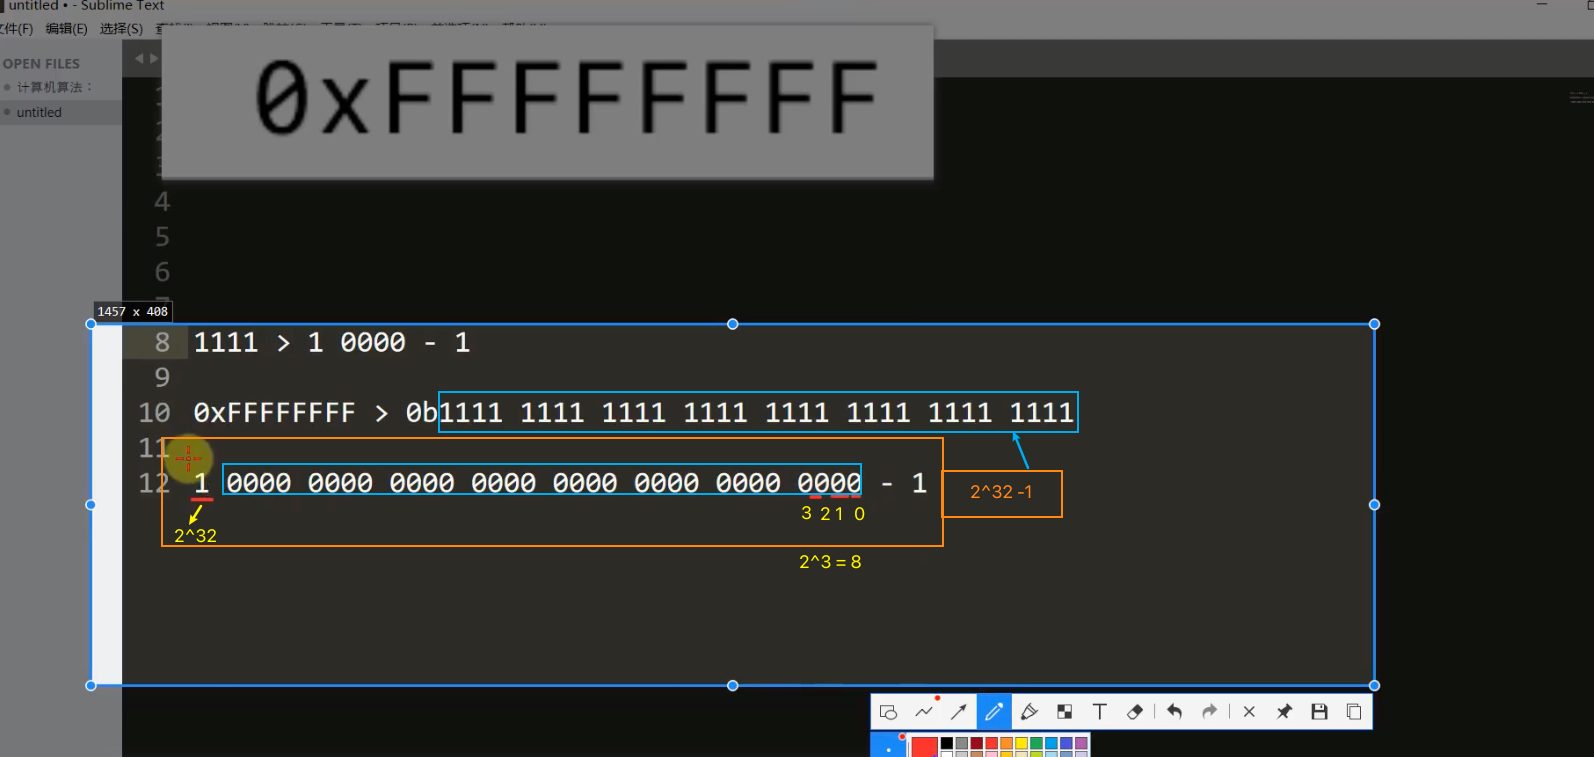 untitled • - Sublime Text
文件(F) 编辑(E) 选择(S)
0xFFFFFFFF
OPEN FILES
计算机算法：
untitled
4
5
6
1457 x 408
8 1111 > 1 0000 - 1
9
10 0xFFFFFFFF > 0b1111 1111 1111 1111 1111 1111 1111 1111
11
12 1 0000 0000 0000 0000 0000 0000 0000 0000 - 1
2^32 -1
3 2 1 0
2^32
2^3 = 8
T